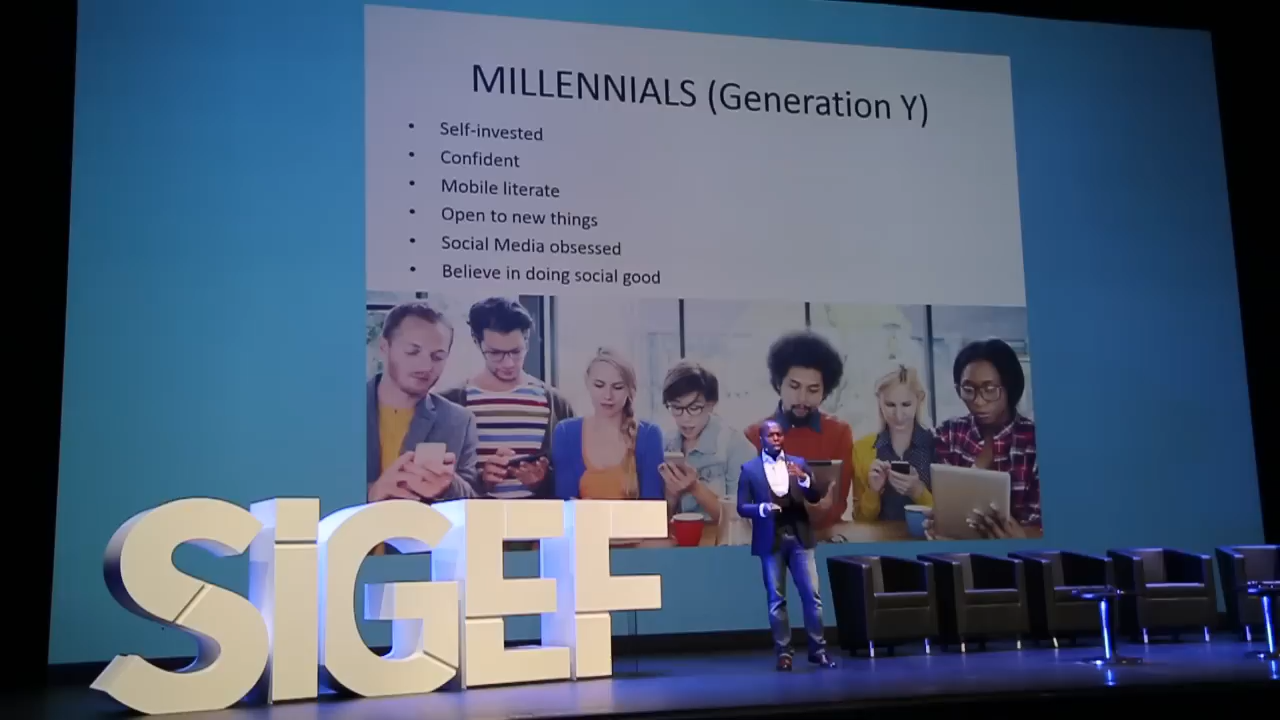 MILLENNIALS (Generation Y)
• Self-invested
• Confident
• Mobile literate
• Open to new things
• Social Media obsessed
• Believe in doing social good
SiGEF